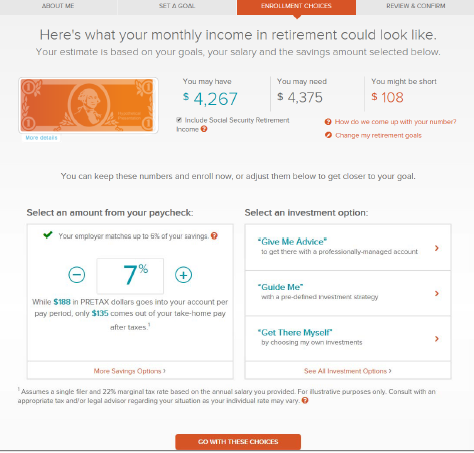 ABOUT ME
SET A GOAL
ENROLLMENT CHOICES
REVIEW & CONFIRM
Here's what your monthly income in retirement could look like.
Your estimate is based on your goals, your salary and the savings amount selected below.
You may have
$ 4,267
You may need
$ 4,375
You might be short
$ 108
Include Social Security Retirement
Income ?
? How do we come up with your number?
Change my retirement goals
More details
You can keep these numbers and enroll now, or adjust them below to get closer to your goal.
Select an amount from your paycheck:
Your employer matches up to 6% of your savings. ?
7%
While $188 in PRETAX dollars goes into your account per
pay period, only $135 comes out of your take-home pay
after taxes.¹
More Savings Options ›
Select an investment option:
"Give Me Advice"
to get there with a professionally-managed account
"Guide Me"
with a pre-defined investment strategy
"Get There Myself"
by choosing my own investments
See All Investment Options ›
¹ Assumes a single filer and 22% marginal tax rate based on the annual salary you provided. For illustrative purposes only. Consult with an
appropriate tax and/or legal advisor regarding your situation as your individual rate may vary. ?
GO WITH THESE CHOICES